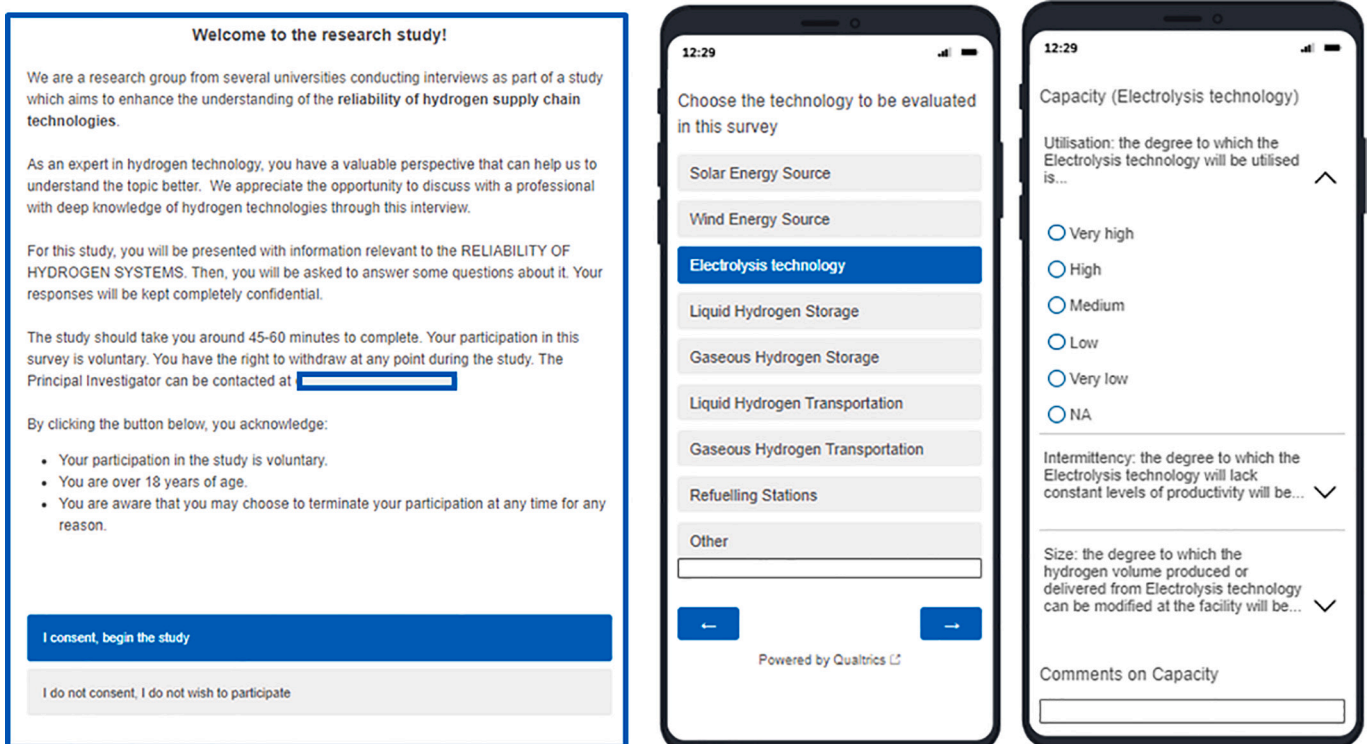 Welcome to the research study!
We are a research group from several universities conducting interviews as part of a study
which aims to enhance the understanding of the reliability of hydrogen supply chain
technologies.
As an expert in hydrogen technology, you have a valuable perspective that can help us to
understand the topic better.  We appreciate the opportunity to discuss with a professional
with deep knowledge of hydrogen technologies through this interview.
For this study, you will be presented with information relevant to the RELIABILITY OF
HYDROGEN SYSTEMS. Then, you will be asked to answer some questions about it. Your
responses will be kept completely confidential.
The study should take you around 45-60 minutes to complete. Your participation in this
survey is voluntary. You have the right to withdraw at any point during the study. The
Principal Investigator can be contacted at
By clicking the button below, you acknowledge:
• Your participation in the study is voluntary.
• You are over 18 years of age.
• You are aware that you may choose to terminate your participation at any time for any
reason.
I consent, begin the study
I do not consent, I do not wish to participate
12:29
Choose the technology to be evaluated
in this survey
Solar Energy Source
Wind Energy Source
Electrolysis technology
Liquid Hydrogen Storage
Gaseous Hydrogen Storage
Liquid Hydrogen Transportation
Gaseous Hydrogen Transportation
Refuelling Stations
Other
←
→
Powered by Qualtrics
12:29
Capacity (Electrolysis technology)
Utilisation: the degree to which the
Electrolysis technology will be utilised
is...
Very high
High
Medium
Low
Very low
NA
Intermittency: the degree to which the
Electrolysis technology will lack
constant levels of productivity will be...
Size: the degree to which the
hydrogen volume produced or
delivered from Electrolysis technology
can be modified at the facility will be...
Comments on Capacity